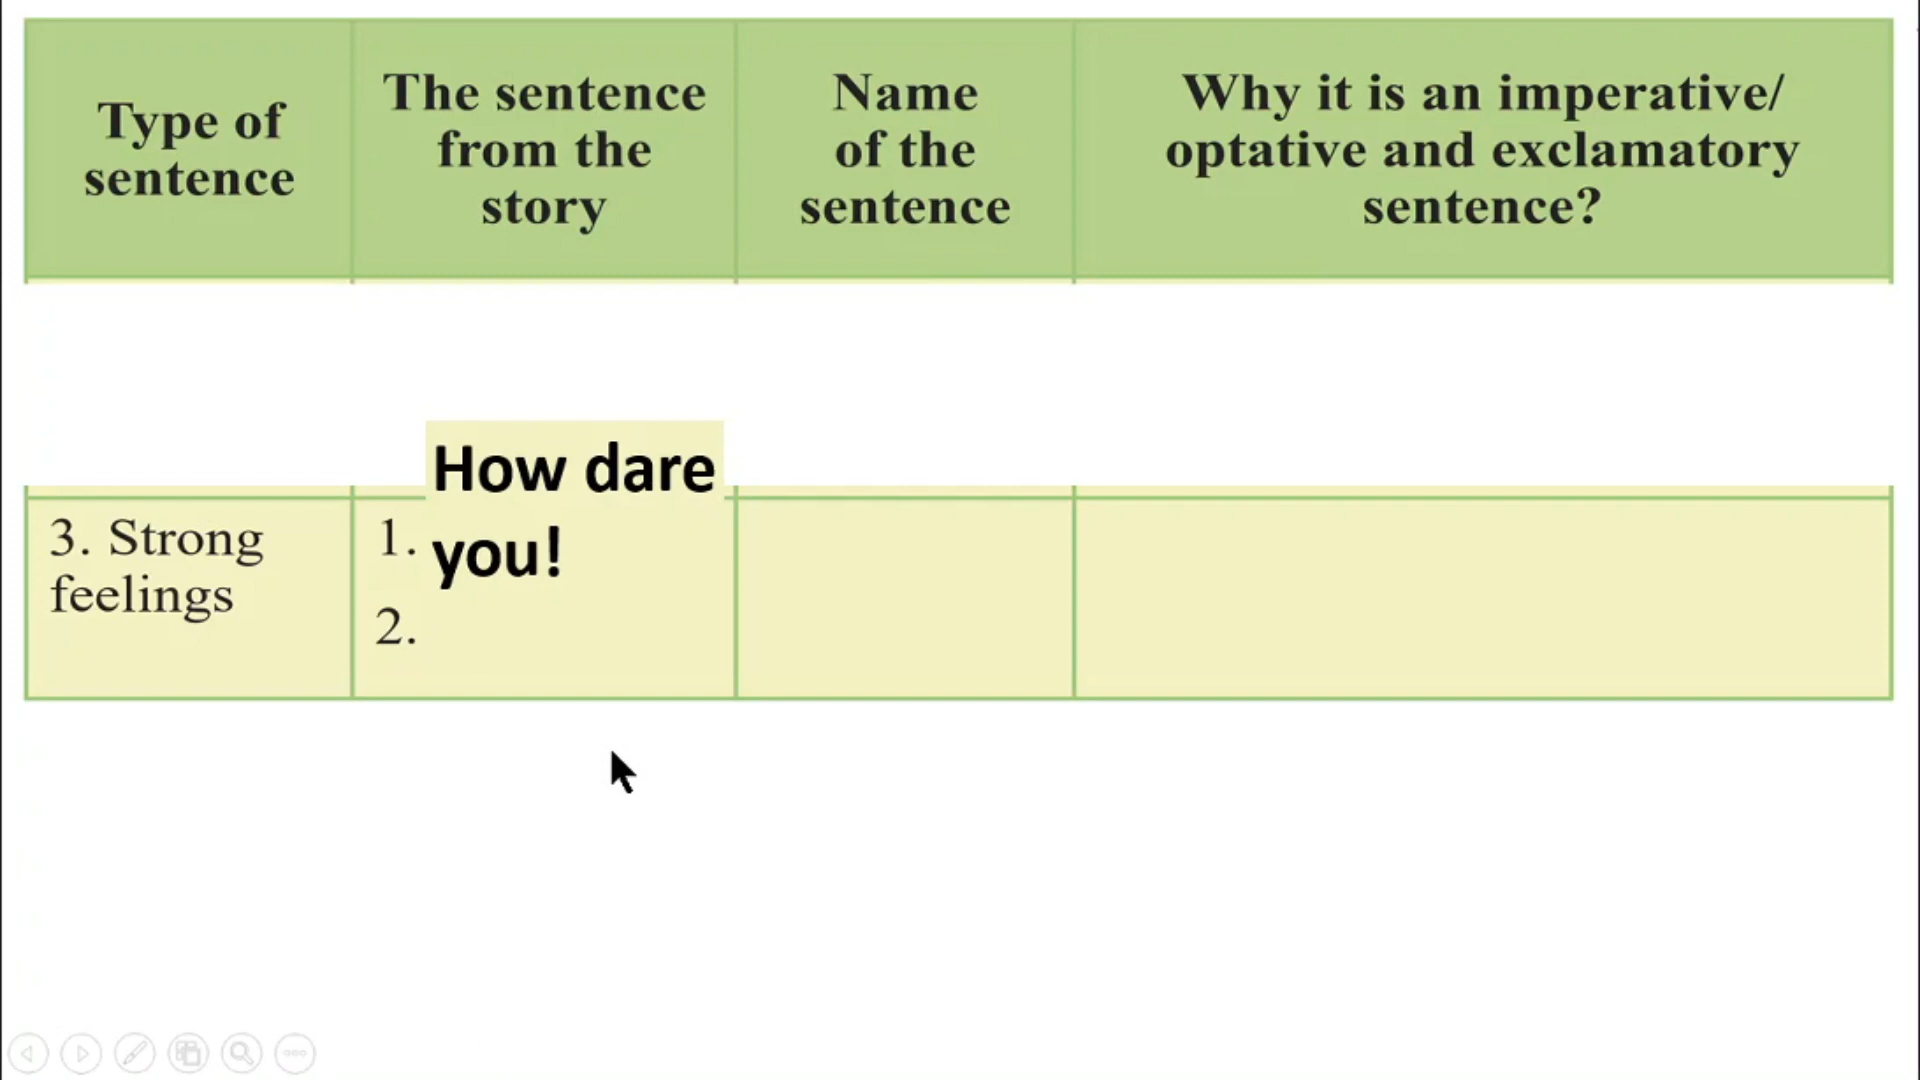 Type of
sentence
The sentence
from the
story
Name
of the
sentence
Why it is an imperative/
optative and exclamatory
sentence?
3. Strong
feelings
1. How dare
you!
2.